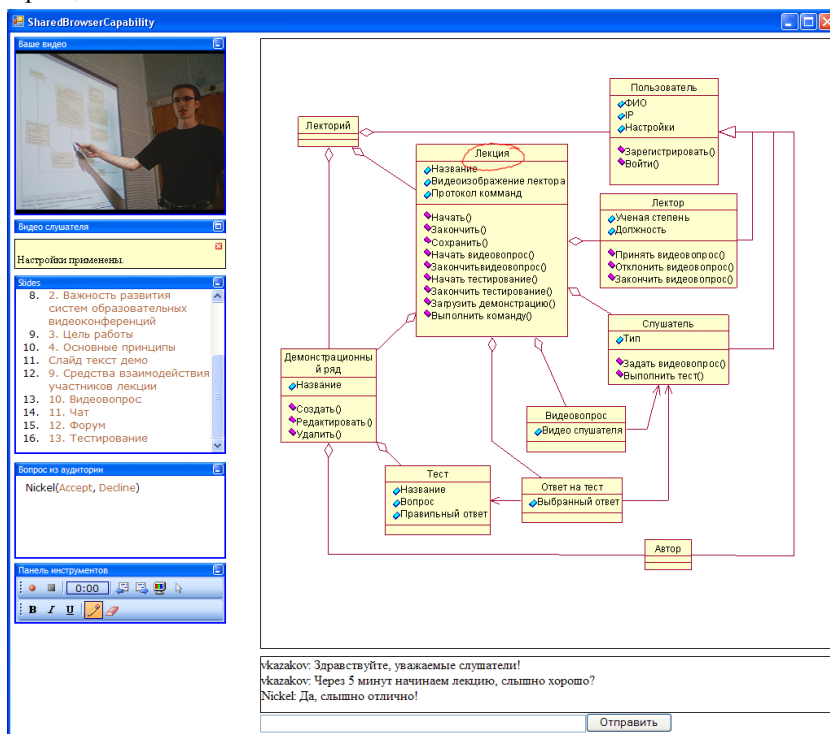 SharedBrowserCapability
Ваше видео
Видео слушателя
Настройки применены.
Slides
8. 2. Важность развития
систем образовательных
видеоконференций
9. 3. Цель работы
10. 4. Основные принципы
11. Слайд текст демо
12. 9. Средства взаимодействия
участников лекции
13. 10. Видеовопрос
14. 11. Чат
15. 12. Форум
16. 13. Тестирование
Вопрос из аудитории
Nickel(Accept, Decline)
Панель инструментов
0:00
B I U
Лекторий
Лекция
Название
Видеоизображение лектора
Протокол комманд
Начать()
Закончить()
Сохранить()
Начать видеовопрос()
Закончитьвидеовопрос()
Начать тестирование()
Закончить тестирование()
Загрузить демонстрацию()
Выполнить команду()
Пользователь
ФИО
IP
Настройки
Зарегистрировать()
Войти()
Лектор
Ученая степень
Должность
Принять видеовопрос()
Отклонить видеовопрос()
Закончить видеовопрос()
Слушатель
Тип
Задать видеовопрос()
Выполнить тест()
Демонстрационны
й ряд
Название
Создать()
Редактировать()
Удалить()
Видеовопрос
Видео слушателя
Тест
Название
Вопрос
Правильный ответ
Ответ на тест
Выбранный ответ
Автор
vkazakov: Здравствуйте, уважаемые слушатели!
vkazakov: Через 5 минут начинаем лекцию, слышно хорошо?
Nickel: Да, слышно отлично!
Отправить